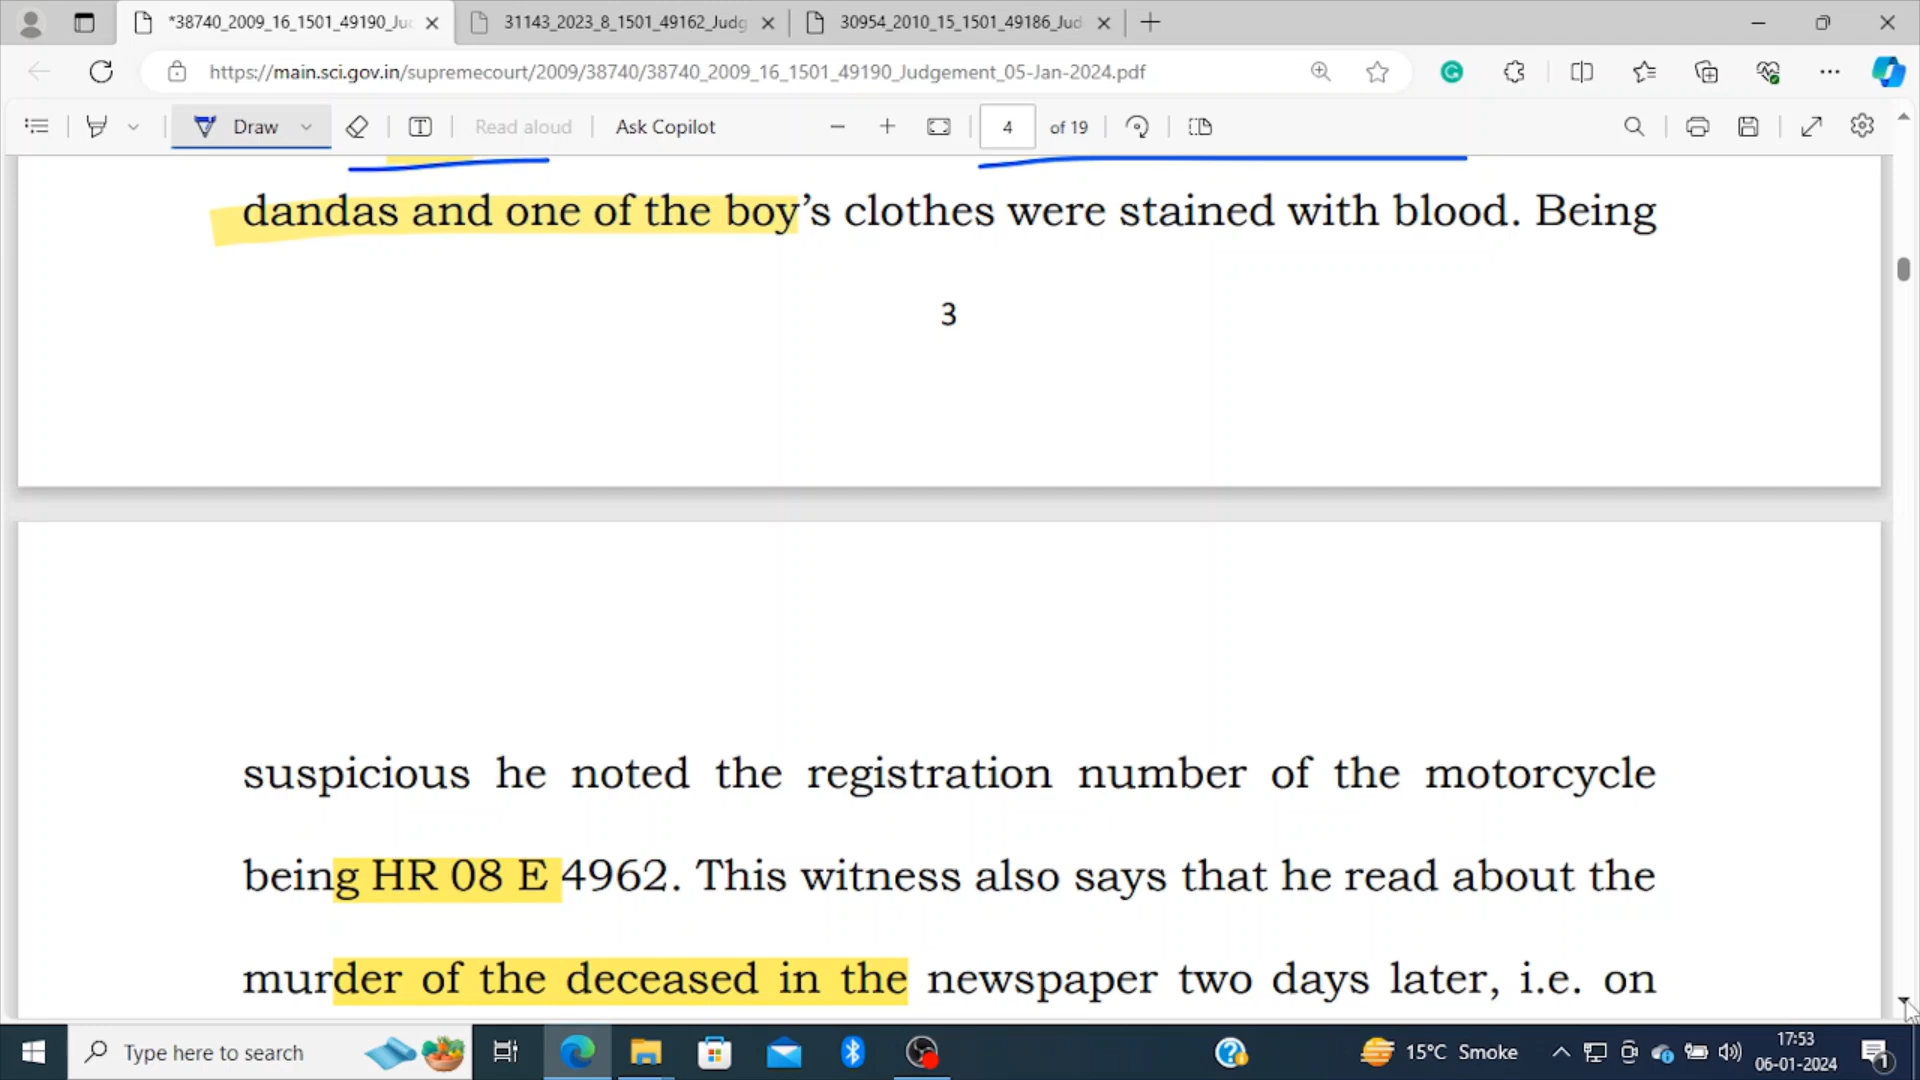 *38740_2009_16_1501_49190_Ju
31143_2023_8_1501_49162_Judg
30954_2010_15_1501_49186_Jud
https://main.sci.gov.in/supremecourt/2009/38740/38740_2009_16_1501_49190_Judgement_05-Jan-2024.pdf
Draw
Read aloud
Ask Copilot
4
of 19
dandas and one of the boy’s clothes were stained with blood. Being
3
suspicious he noted the registration number of the motorcycle
being HR 08 E 4962. This witness also says that he read about the
murder of the deceased in the newspaper two days later, i.e. on
Type here to search
15°C Smoke
17:53
06-01-2024
1